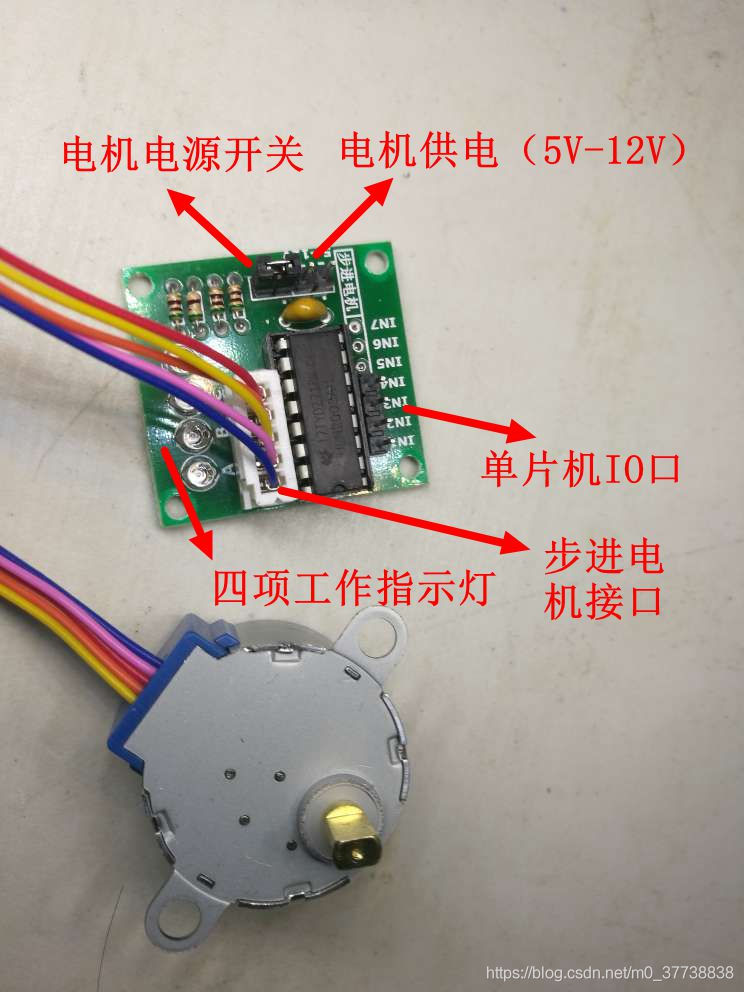 电机电源开关
电机供电（5V-12V）
步进电机
IN7
IN6
IN5
IN4
IN3
B
A
单片机IO口
步进电
机接口
四项工作指示灯
https://blog.csdn.net/m0_37738838